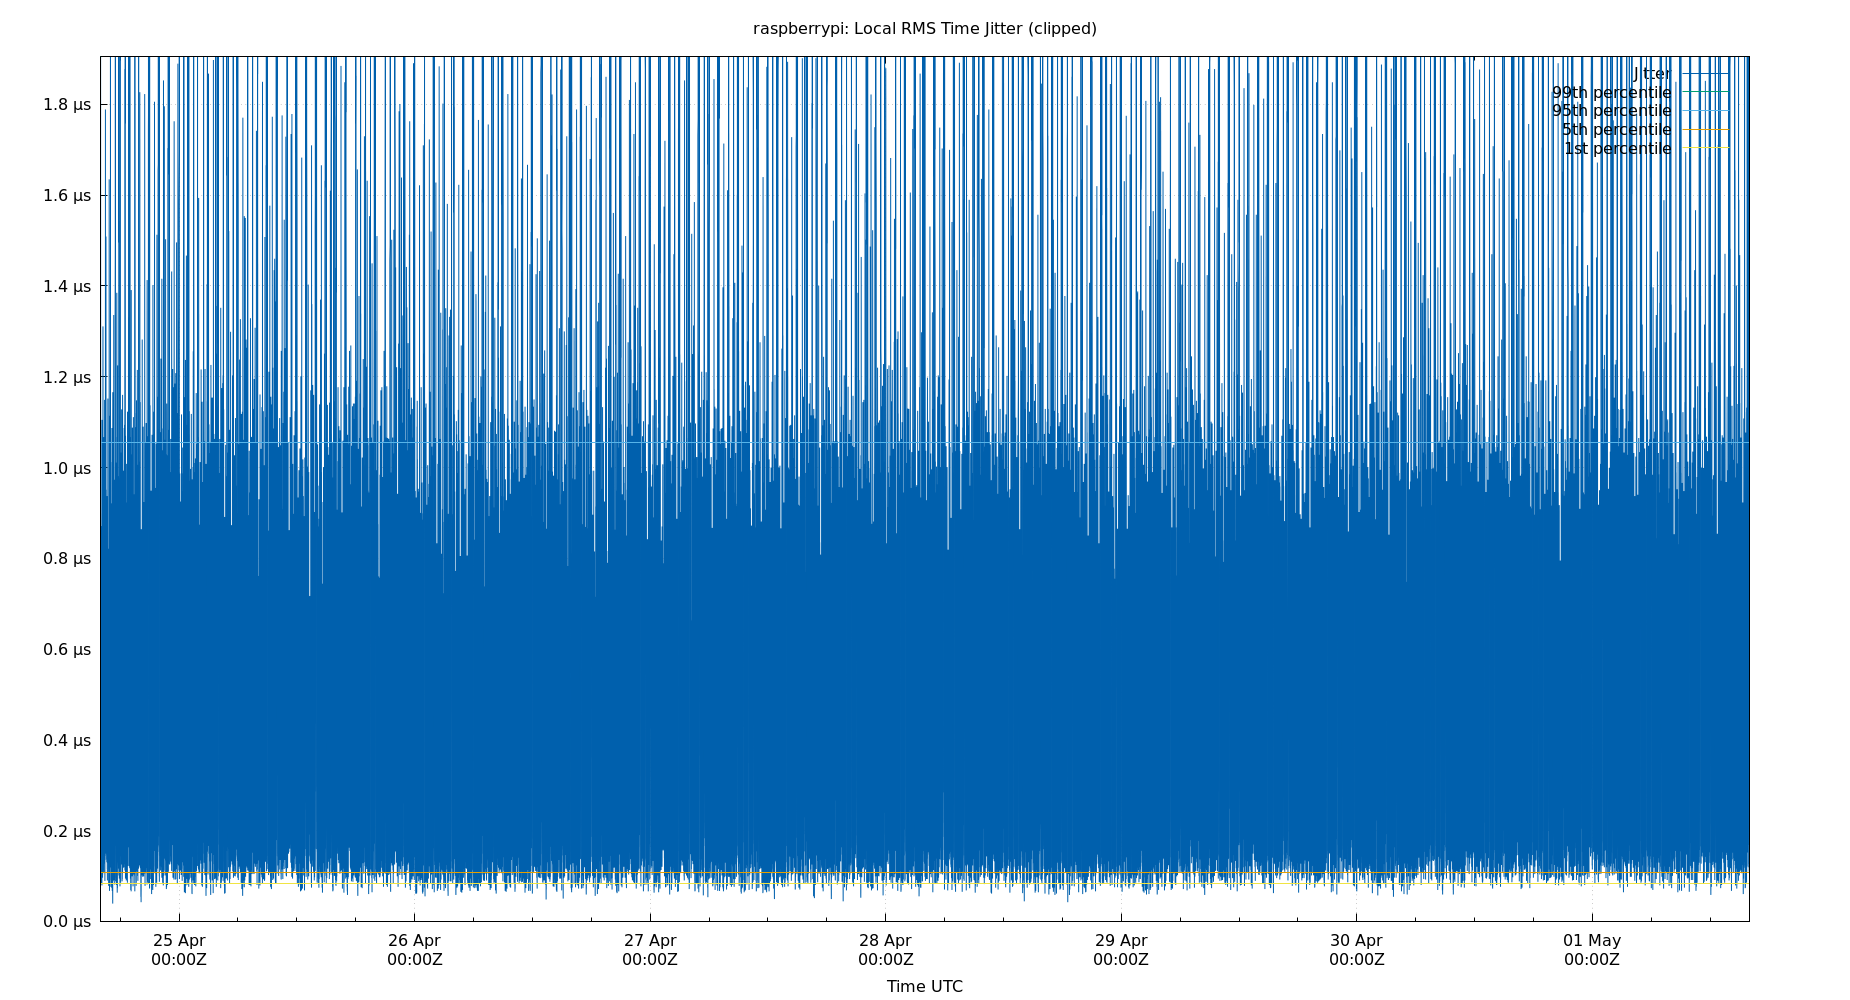 raspberrypi: Local RMS Time Jitter (clipped)
Jitter
99th percentile
95th percentile
5th percentile
1st percentile
1.8 µs
1.6 µs
1.4 µs
1.2 µs
1.0 µs
0.8 µs
0.6 µs
0.4 µs
0.2 µs
0.0 µs
25 Apr 26 Apr 27 Apr 28 Apr 29 Apr 30 Apr 01 May
00:00Z 00:00Z 00:00Z 00:00Z 00:00Z 00:00Z 00:00Z
Time UTC